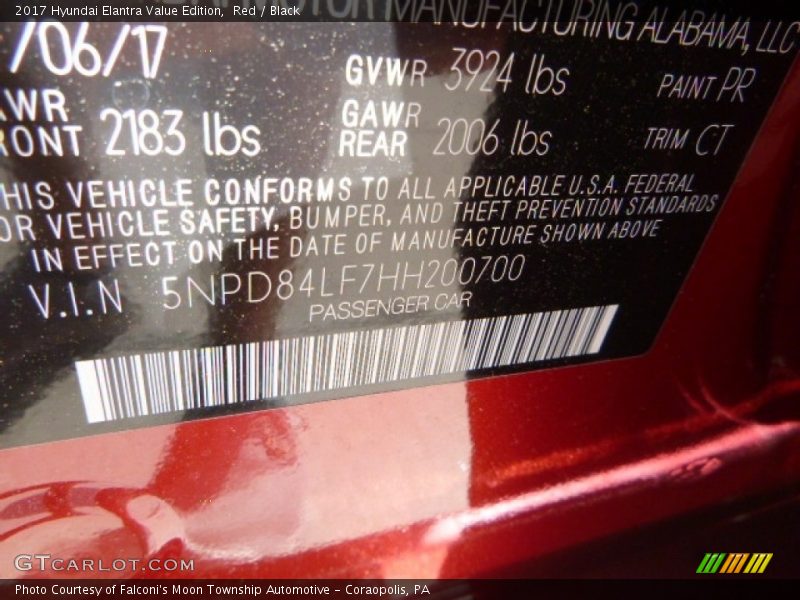 2017 Hyundai Elantra Value Edition, Red / Black
MOTOR MANUFACTURING ALABAMA, LLC
/06/17
GVWR 3924 lbs
PAINT PR
AWR FRONT 2183 lbs
GAWR REAR 2006 lbs
TRIM CT
THIS VEHICLE CONFORMS TO ALL APPLICABLE U.S.A. FEDERAL
OR VEHICLE SAFETY, BUMPER, AND THEFT PREVENTION STANDARDS
IN EFFECT ON THE DATE OF MANUFACTURE SHOWN ABOVE
V.I.N 5NPD84LF7HH200700
PASSENGER CAR
GTCARLOT.COM
Photo Courtesy of Falconi's Moon Township Automotive - Coraopolis, PA